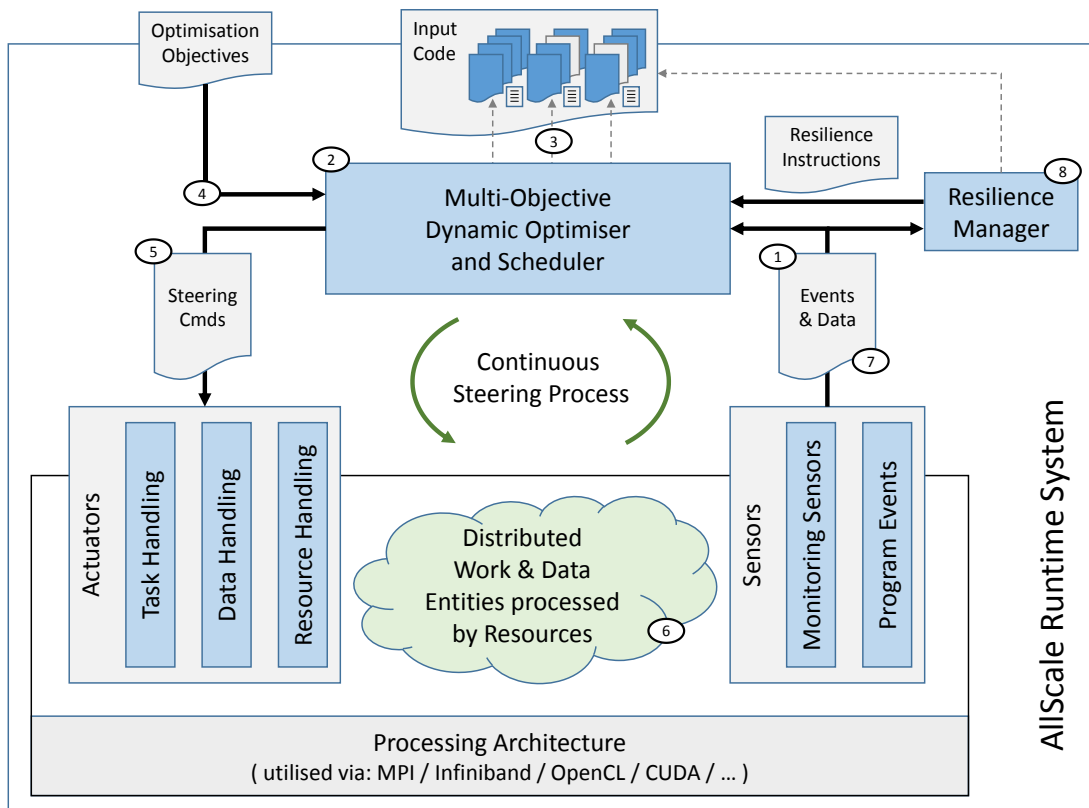 Optimisation
Objectives
Input
Code
3
2
Resilience
Instructions
8
4
Multi-Objective
Dynamic Optimiser
and Scheduler
Resilience
Manager
5
1
Steering
Cmds
Events
& Data
7
Continuous
Steering Process
Actuators
Task Handling
Data Handling
Resource Handling
Distributed
Work & Data
Entities processed
by Resources
6
Sensors
Monitoring Sensors
Program Events
AllScale Runtime System
Processing Architecture
( utilised via: MPI / Infiniband / OpenCL / CUDA / ... )